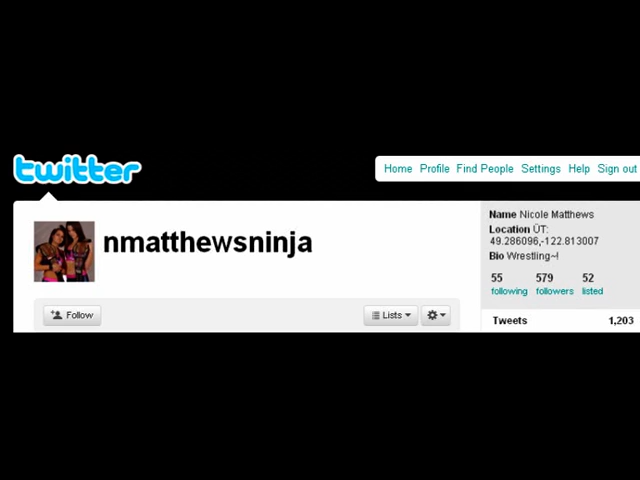 twitter
Home Profile Find People Settings Help Sign out
nmatthewsninja
Name Nicole Matthews
Location ÜT:
49.286096,-122.813007
Bio Wrestling~!
55 579 52
following followers listed
Follow Lists
Tweets 1,203